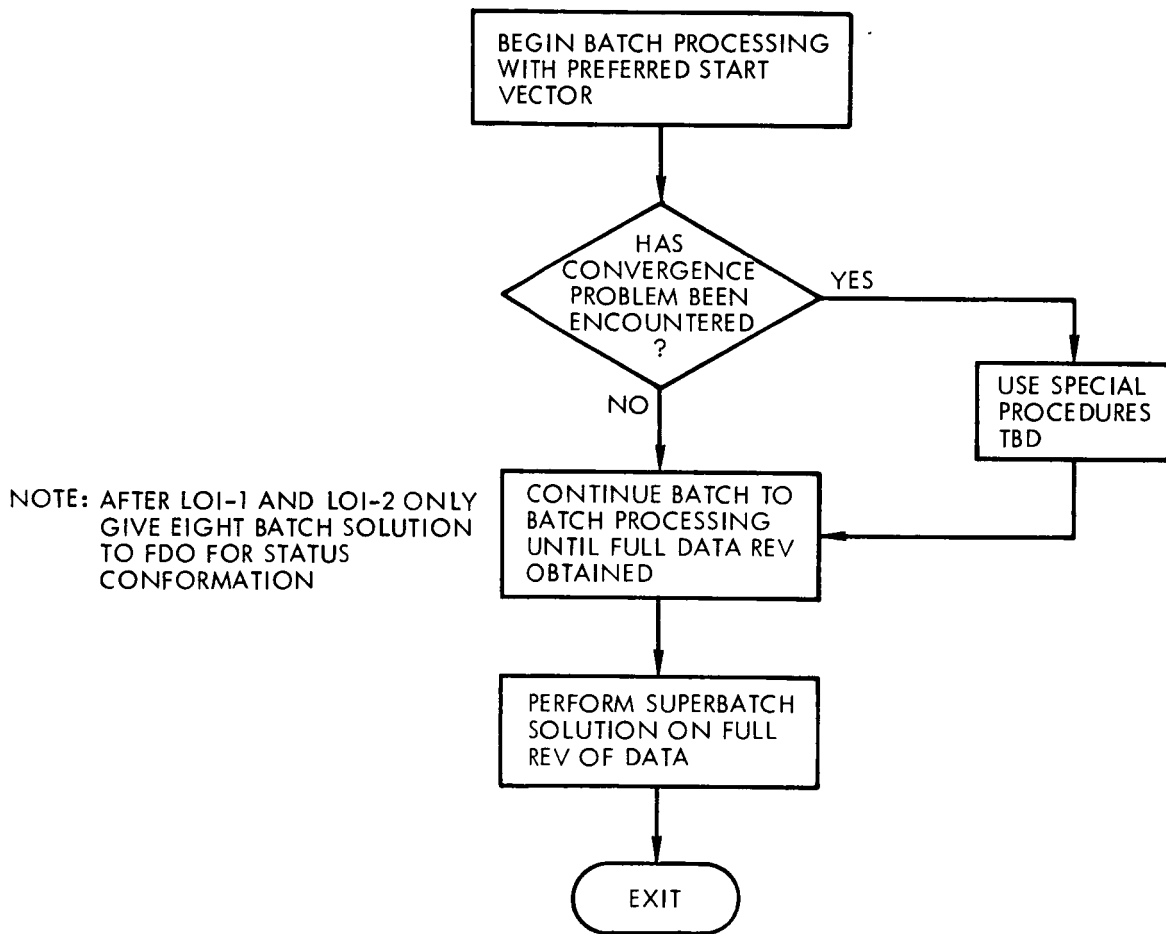 BEGIN BATCH PROCESSING
WITH PREFERRED START
VECTOR
HAS
CONVERGENCE
PROBLEM BEEN
ENCOUNTERED
?
YES
NO
USE SPECIAL
PROCEDURES
TBD
NOTE: AFTER LOI-1 AND LOI-2 ONLY
GIVE EIGHT BATCH SOLUTION
TO FDO FOR STATUS
CONFORMATION
CONTINUE BATCH TO
BATCH PROCESSING
UNTIL FULL DATA REV
OBTAINED
PERFORM SUPERBATCH
SOLUTION ON FULL
REV OF DATA
EXIT